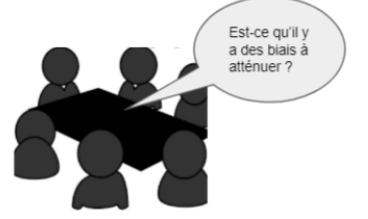 Est-ce qu'il y
a des biais à
atténuer ?